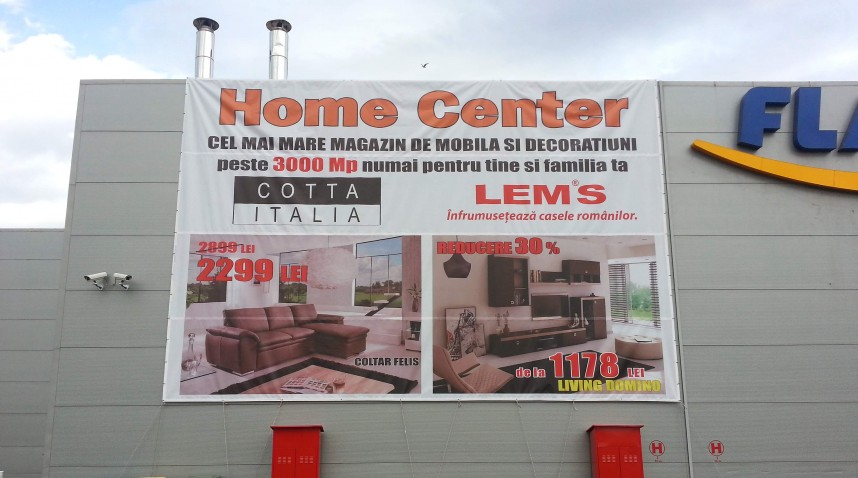 Home Center
CEL MAI MARE MAGAZIN DE MOBILA SI DECORATIUNI
peste 3000 Mp numai pentru tine si familia ta
COTTA
ITALIA
LEM'S®
Înfrumusețează casele românilor.
2899 LEI
2299 LEI
COLTAR FELIS
REDUCERE 30 %
de la 1178 LEI
LIVING DOMINO
FLA
H
H